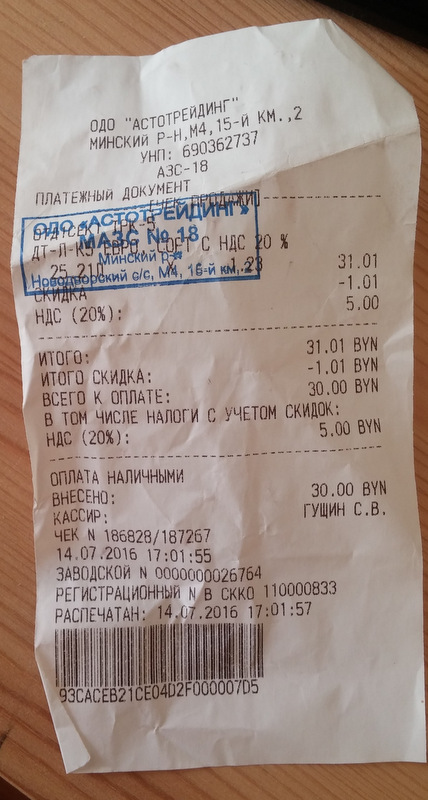 ОДО "АСТОТРЕЙДИНГ"
МИНСКИЙ Р-Н,М4,15-й КМ.,2
УНП: 690362737
АЗС-18
ПЛАТЕЖНЫЙ ДОКУМЕНТ
[ЧЕК ПРОДАЖИ]
ОДО «АСТОТРЕЙДИНГ»
МАЗС № 18
Минский р-н
Новодворский с/с, М4, 15-й км,2
ДТ-Л-К5 ЕВРО, СОРТ С НДС 20 %
25.210 X 1.23 31.01
СКИДКА -1.01
НДС (20%): 5.00
ИТОГО: 31.01 BYN
ИТОГО СКИДКА: -1.01 BYN
ВСЕГО К ОПЛАТЕ: 30.00 BYN
В ТОМ ЧИСЛЕ НАЛОГИ С УЧЕТОМ СКИДОК:
НДС (20%): 5.00 BYN
ОПЛАТА НАЛИЧНЫМИ
ВНЕСЕНО: 30.00 BYN
КАССИР: ГУЩИН С.В.
ЧЕК N 186828/187267
14.07.2016 17:01:55
ЗАВОДСКОЙ N 0000000026764
РЕГИСТРАЦИОННЫЙ N В СККО 110000833
РАСПЕЧАТАН: 14.07.2016 17:01:57
93CACEB21CE04D2F000007D5